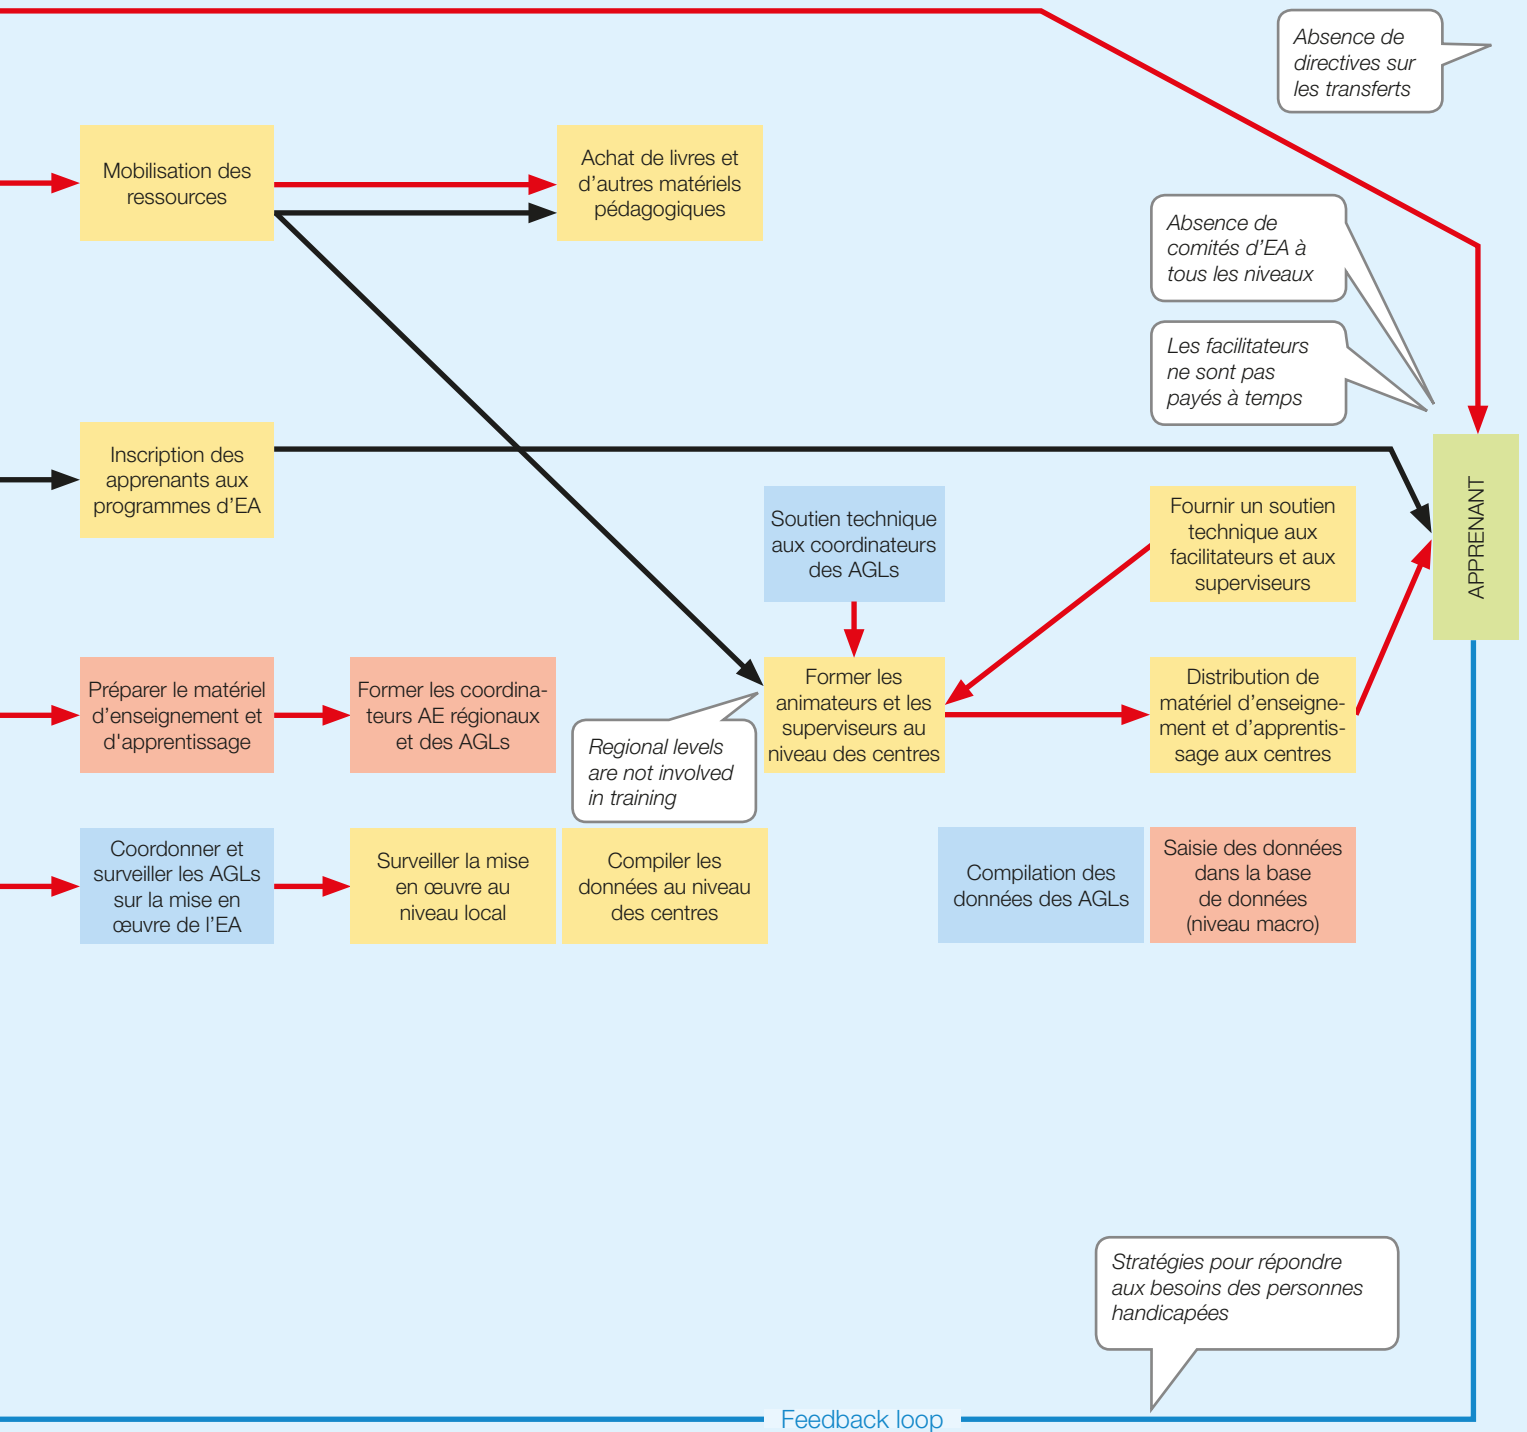 Absence de
directives sur
les transferts
Mobilisation des
ressources
Achat de livres et
d’autres matériels
pédagogiques
Absence de
comités d’EA à
tous les niveaux
Les facilitateurs
ne sont pas
payés à temps
Inscription des
apprenants aux
programmes d’EA
Soutien technique
aux coordinateurs
des AGLs
Fournir un soutien
technique aux
facilitateurs et aux
superviseurs
APPRENANT
Préparer le matériel
d’enseignement et
d'apprentissage
Former les coordina-
teurs AE régionaux
et des AGLs
Regional levels
are not involved
in training
Former les
animateurs et les
superviseurs au
niveau des centres
Distribution de
matériel d’enseigne-
ment et d’apprentis-
sage aux centres
Coordonner et
surveiller les AGLs
sur la mise en
œuvre de l’EA
Surveiller la mise
en œuvre au
niveau local
Compiler les
données au niveau
des centres
Compilation des
données des AGLs
Saisie des données
dans la base
de données
(niveau macro)
Stratégies pour répondre
aux besoins des personnes
handicapées
Feedback loop